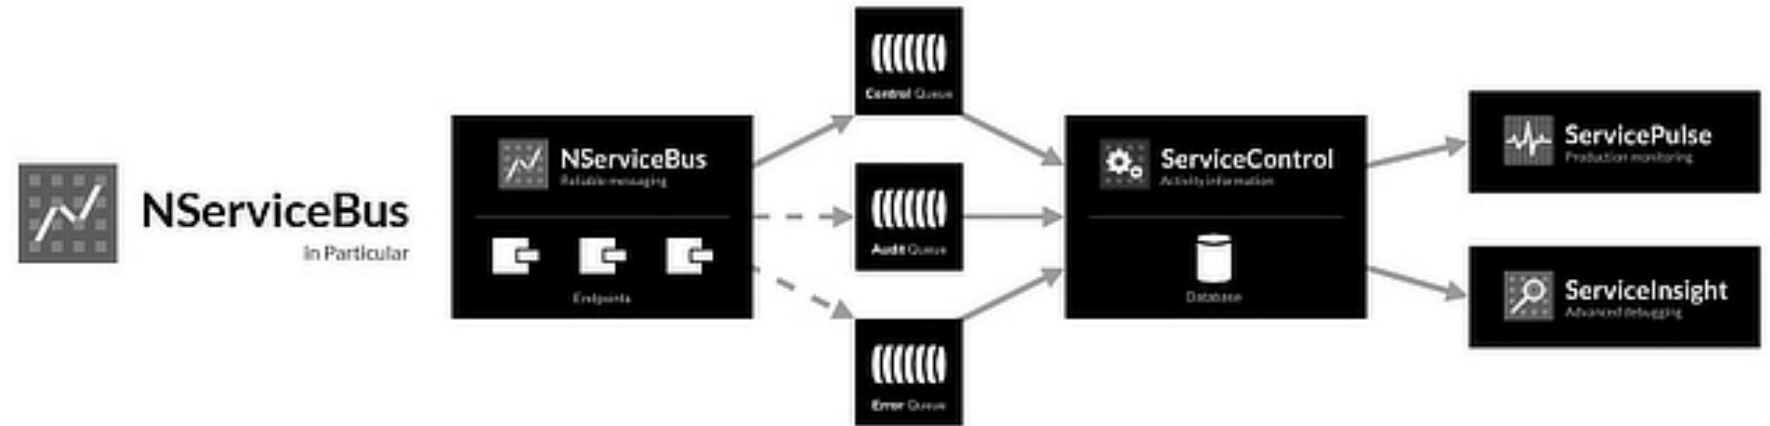 NServiceBus
in Particular
NServiceBus
Reliable messaging
Endpoints
Control Queue
Audit Queue
Error Queue
ServiceControl
Activity information
Database
ServicePulse
Production monitoring
ServiceInsight
Advanced debugging